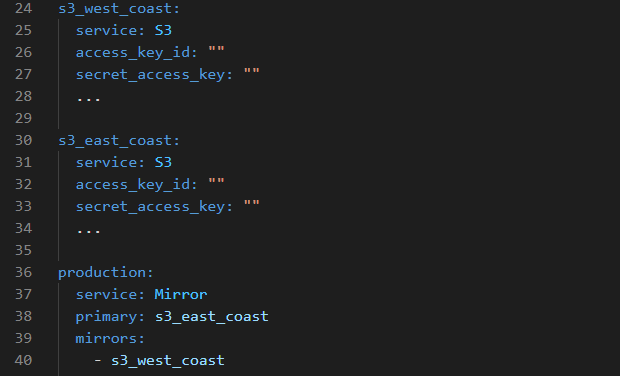 24 s3_west_coast:
25   service: S3
26   access_key_id: ""
27   secret_access_key: ""
28   ...
29
30 s3_east_coast:
31   service: S3
32   access_key_id: ""
33   secret_access_key: ""
34   ...
35
36 production:
37   service: Mirror
38   primary: s3_east_coast
39   mirrors:
40     - s3_west_coast